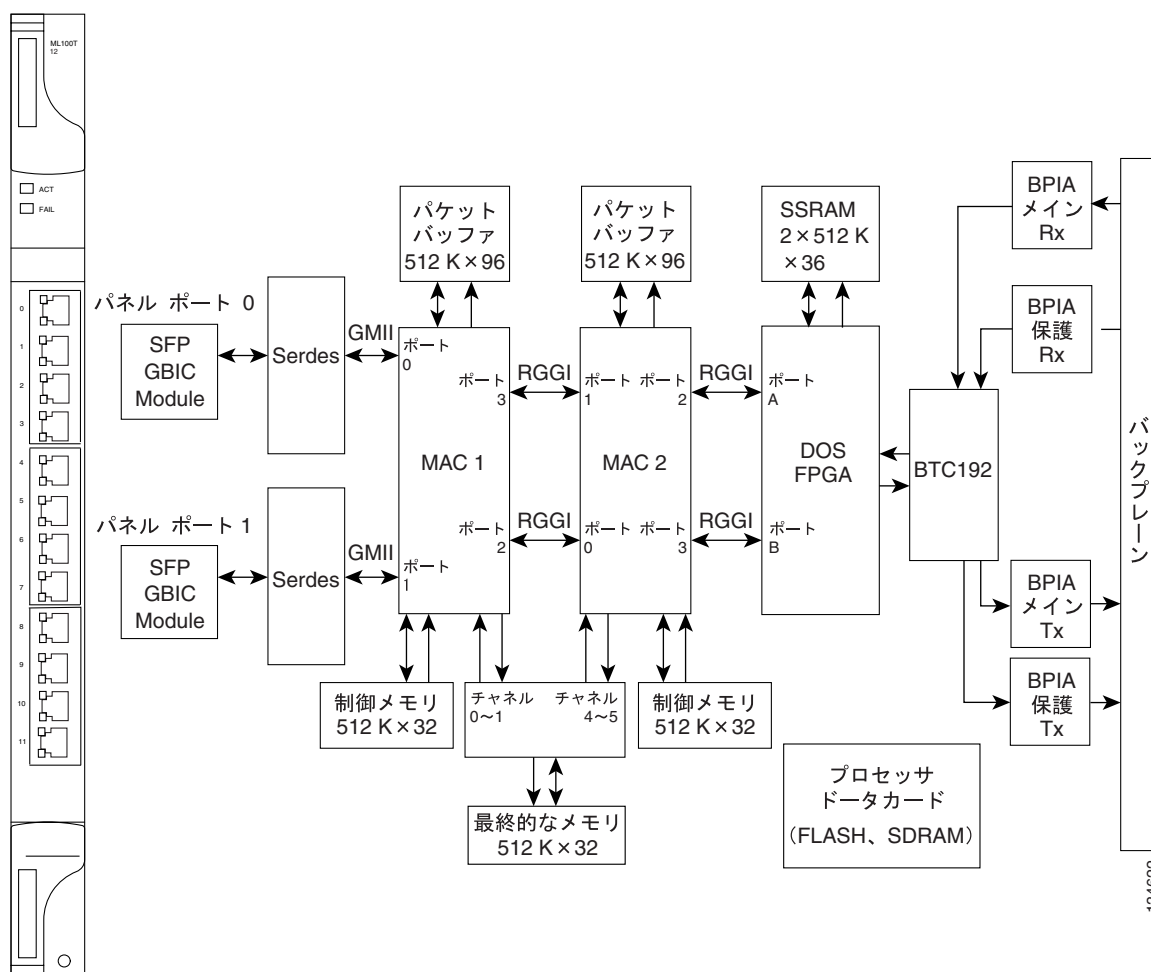 ML100T
12
ACT
FAIL
0
1
2
3
4
5
6
7
8
9
10
11
パネル ポート 0
SFP
GBIC
Module
Serdes
GMII
パネル ポート 1
SFP
GBIC
Module
Serdes
GMII
パケット
バッファ
512 K×96
ポート
0
ポート
3
MAC 1
ポート
2
ポート
1
RGGI
RGGI
パケット
バッファ
512 K×96
ポート
1
ポート
2
MAC 2
ポート
0
ポート
3
RGGI
RGGI
SSRAM
2×512 K
×36
ポート
A
DOS
FPGA
ポート
B
BTC192
BPIA
メイン
Rx
BPIA
保護
Rx
BPIA
メイン
Tx
BPIA
保護
Tx
バックプレーン
制御メモリ
512 K×32
チャネル
0~1
チャネル
4~5
制御メモリ
512 K×32
最終的なメモリ
512 K×32
プロセッサ
ドータカード
(FLASH、SDRAM)